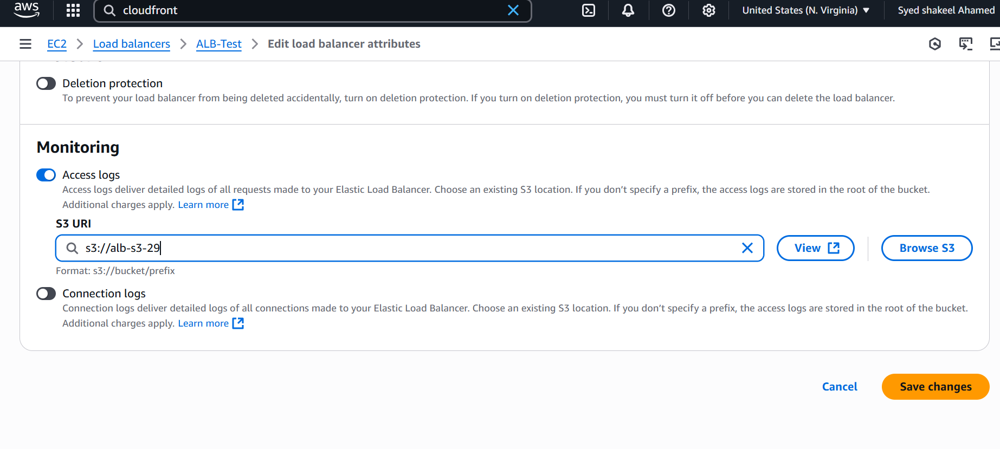 aws
cloudfront
United States (N. Virginia)
Syed shakeel Ahamed
EC2
Load balancers
ALB-Test
Edit load balancer attributes
Deletion protection
To prevent your load balancer from being deleted accidentally, turn on deletion protection. If you turn on deletion protection, you must turn it off before you can delete the load balancer.
Monitoring
Access logs
Access logs deliver detailed logs of all requests made to your Elastic Load Balancer. Choose an existing S3 location. If you don’t specify a prefix, the access logs are stored in the root of the bucket.
Additional charges apply. Learn more
S3 URI
s3://alb-s3-29
View
Browse S3
Format: s3://bucket/prefix
Connection logs
Connection logs deliver detailed logs of all connections made to your Elastic Load Balancer. Choose an existing S3 location. If you don’t specify a prefix, the access logs are stored in the root of the bucket.
Additional charges apply. Learn more
Cancel
Save changes